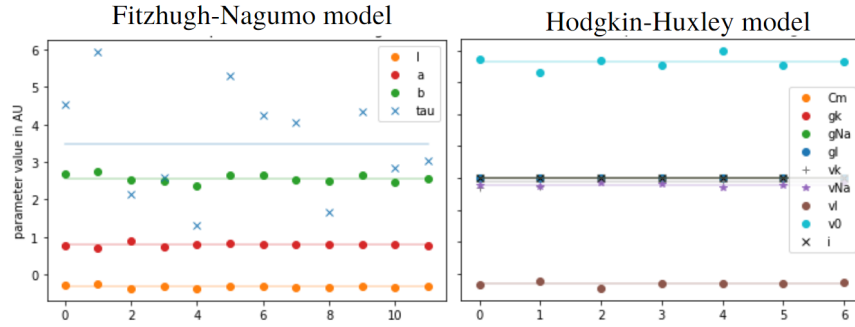 Fitzhugh-Nagumo model
Hodgkin-Huxley model
parameter value in AU
6
5
4
3
2
1
0
0 2 4 6 8 10
I
a
b
tau
0 1 2 3 4 5 6
Cm
gk
gNa
gl
vk
vNa
vl
v0
i